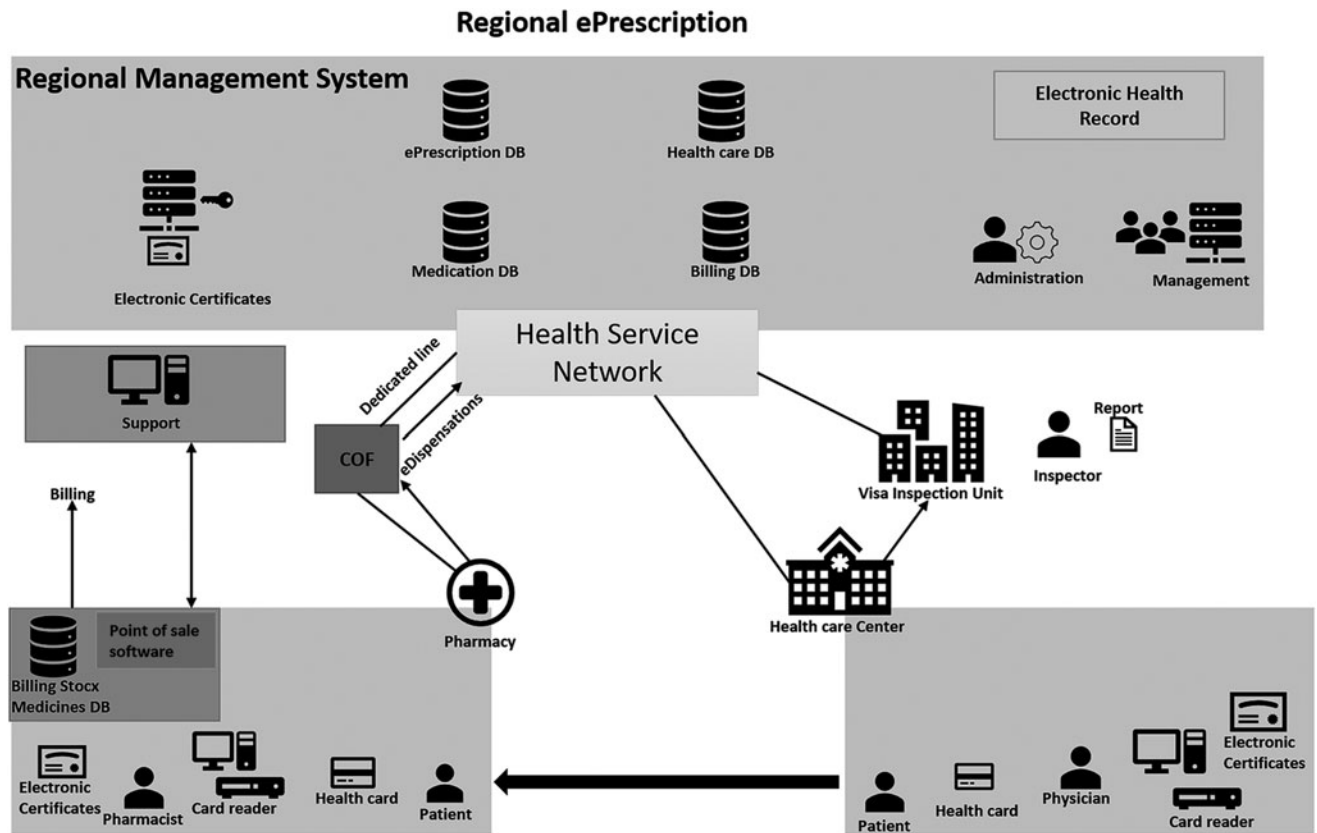 Regional ePrescription
Regional Management System
ePrescription DB
Health care DB
Electronic Health
Record
Electronic Certificates
Medication DB
Billing DB
Administration
Management
Health Service
Network
Support
Dedicated line
eDispensations
COF
Billing
Visa Inspection Unit
Inspector
Report
Point of sale
software
Billing Stocx
Medicines DB
Pharmacy
Health care Center
Electronic
Certificates
Pharmacist
Card reader
Health card
Patient
Patient
Health card
Physician
Electronic
Certificates
Card reader